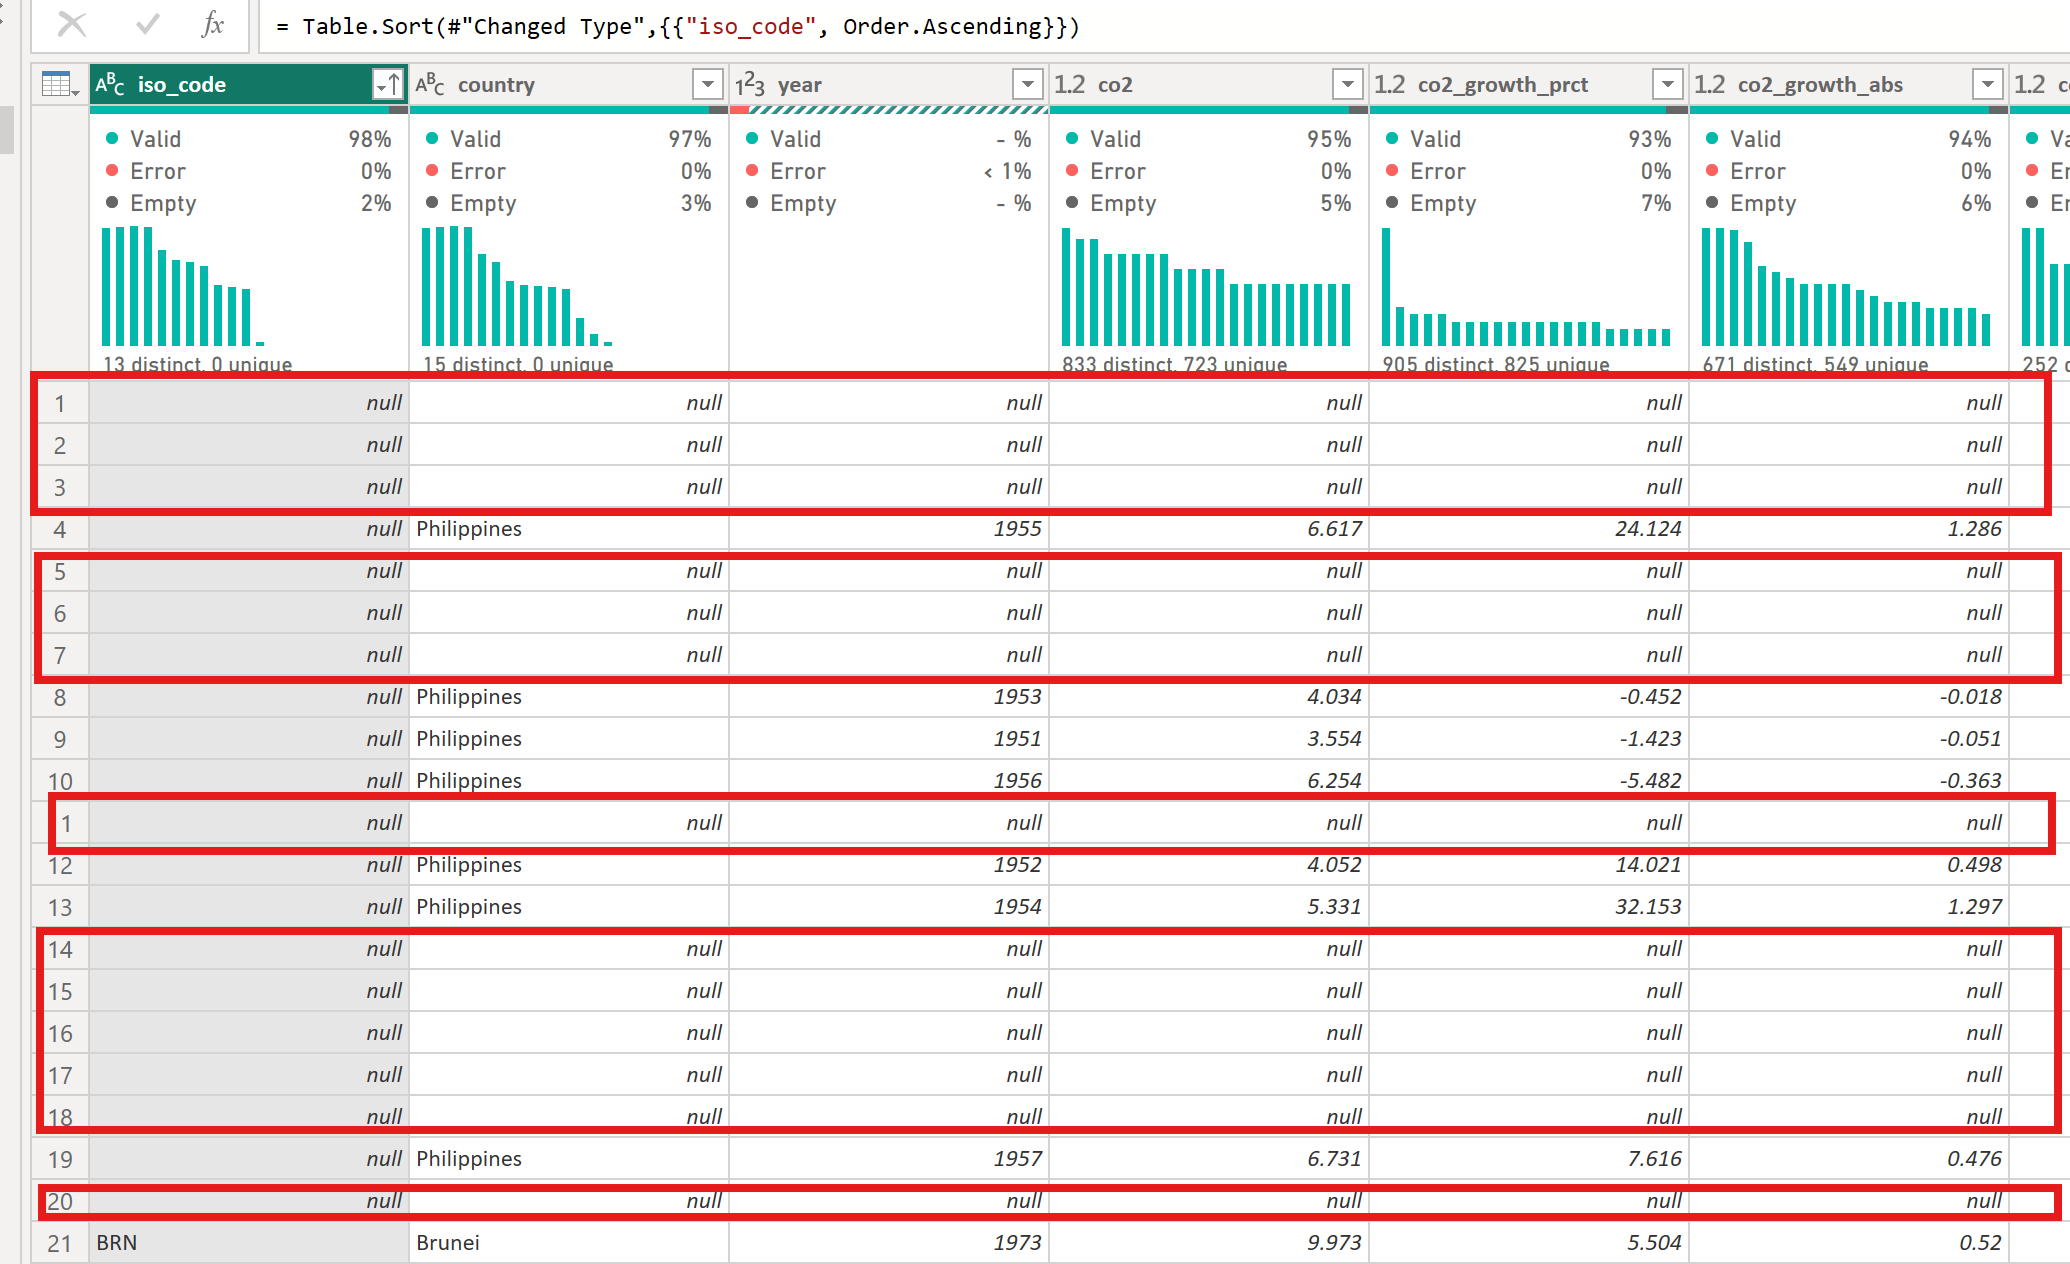 fx = Table.Sort(#"Changed Type",{{"iso_code", Order.Ascending}})
ABC iso_code ABC country 123 year 1.2 co2 1.2 co2_growth_prct 1.2 co2_growth_abs 1.2
Valid 98% Valid 97% Valid - % Valid 95% Valid 93% Valid 94%
Error 0% Error 0% Error < 1% Error 0% Error 0% Error 0%
Empty 2% Empty 3% Empty - % Empty 5% Empty 7% Empty 6%
13 distinct, 0 unique 15 distinct, 0 unique 833 distinct, 723 unique 905 distinct, 825 unique 671 distinct, 549 unique 252
1 null null null null null null
2 null null null null null null
3 null null null null null null
4 null Philippines 1955 6.617 24.124 1.286
5 null null null null null null
6 null null null null null null
7 null null null null null null
8 null Philippines 1953 4.034 -0.452 -0.018
9 null Philippines 1951 3.554 -1.423 -0.051
10 null Philippines 1956 6.254 -5.482 -0.363
1 null null null null null null
12 null Philippines 1952 4.052 14.021 0.498
13 null Philippines 1954 5.331 32.153 1.297
14 null null null null null null
15 null null null null null null
16 null null null null null null
17 null null null null null null
18 null null null null null null
19 null Philippines 1957 6.731 7.616 0.476
20 null null null null null null
21 BRN Brunei 1973 9.973 5.504 0.52